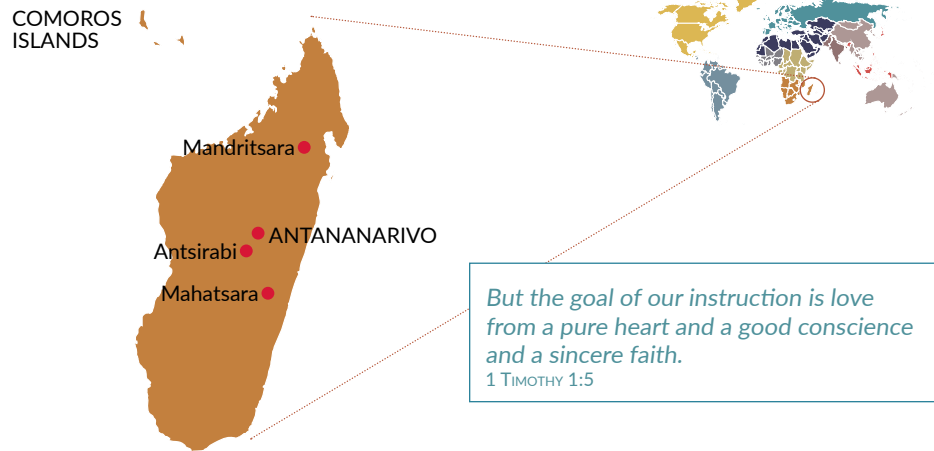 COMOROS
ISLANDS
Mandritsara
ANTANANARIVO
Antsirabi
Mahatsara
But the goal of our instruction is love
from a pure heart and a good conscience
and a sincere faith.
1 Timothy 1:5